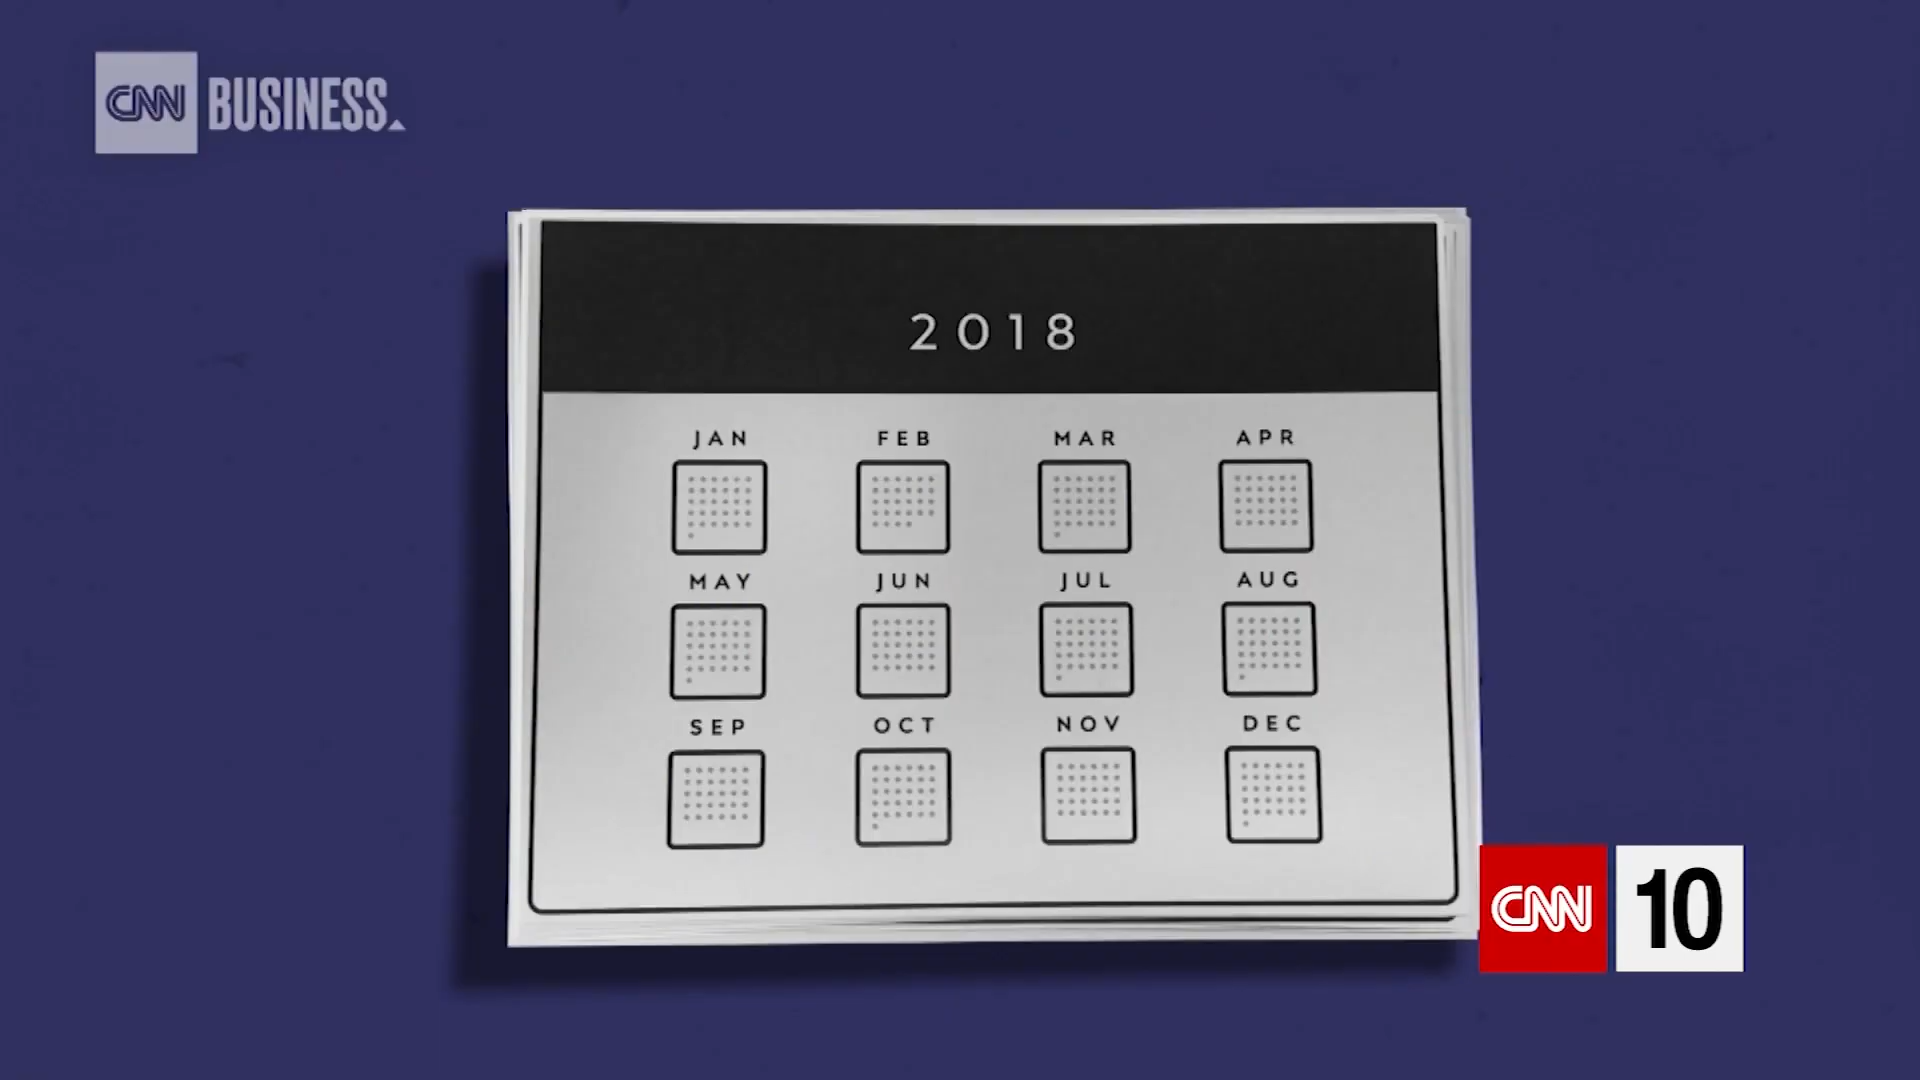 CNN BUSINESS
2018
JAN FEB MAR APR
MAY JUN JUL AUG
SEP OCT NOV DEC
CNN 10